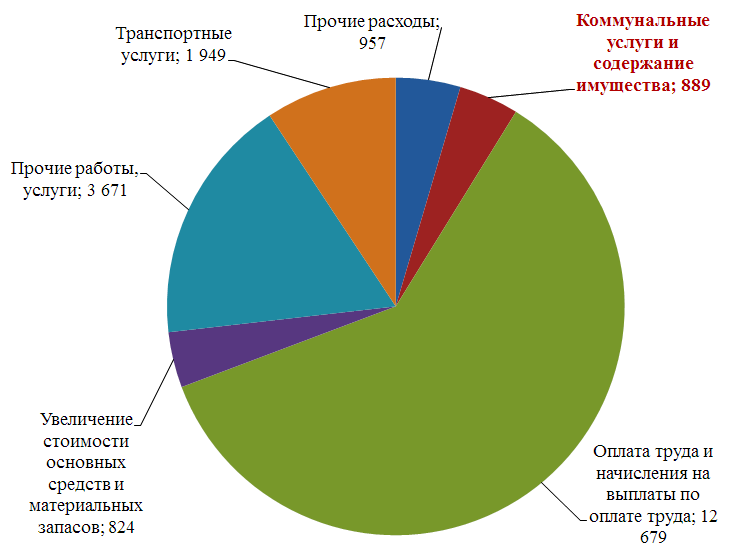 Прочие расходы;
957
Коммунальные
услуги и
содержание
имущества; 889
Транспортные
услуги; 1 949
Прочие работы,
услуги; 3 671
Увеличение
стоимости
основных
средств и
материальных
запасов; 824
Оплата труда и
начисления на
выплаты по
оплате труда; 12
679